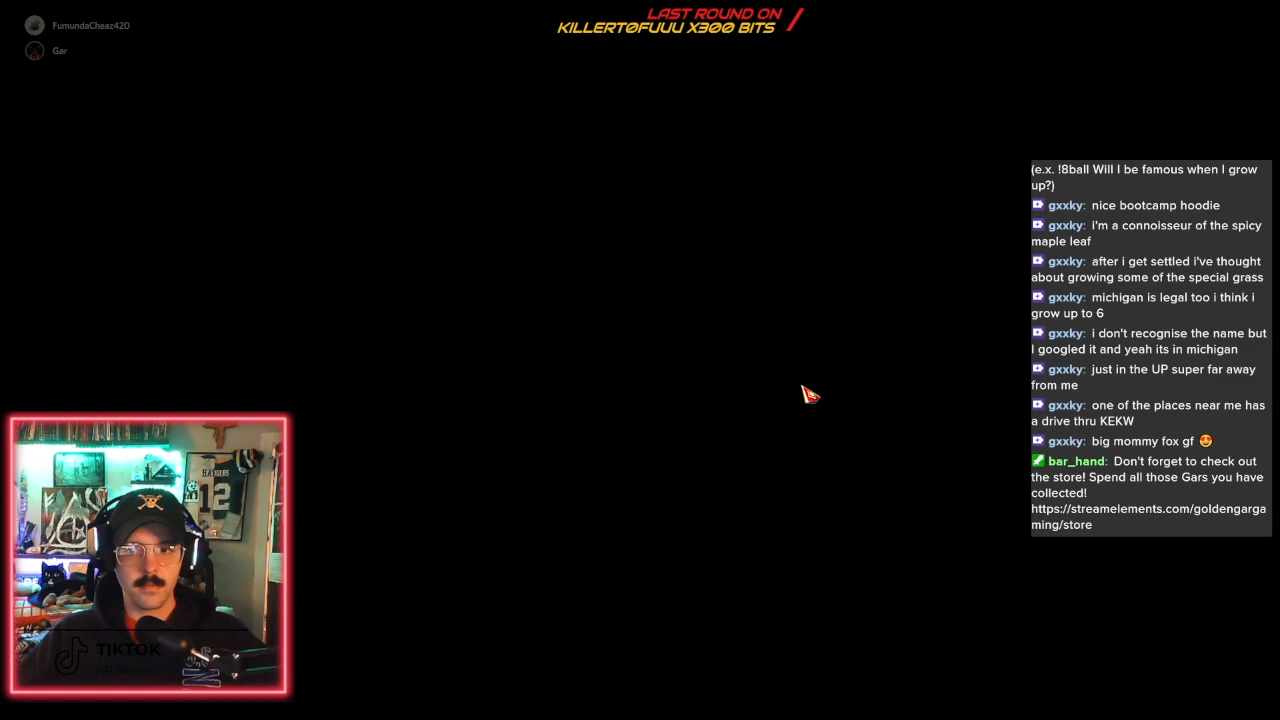 FumundaCheaz420
Gar
LAST ROUND ON
KILLERTOFUUU X300 BITS
(e.x. !8ball Will I be famous when I grow
up?)
gxxky: nice bootcamp hoodie
gxxky: i'm a connoisseur of the spicy
maple leaf
gxxky: after i get settled i've thought
about growing some of the special grass
gxxky: michigan is legal too i think i
grow up to 6
gxxky: i don't recognise the name but
I googled it and yeah its in michigan
gxxky: just in the UP super far away
from me
gxxky: one of the places near me has
a drive thru KEKW
gxxky: big mommy fox gf 😍
bar_hand: Don't forget to check out
the store! Spend all those Gars you have
collected!
https://streamelements.com/goldengarga
ming/store
12
TIKTOK